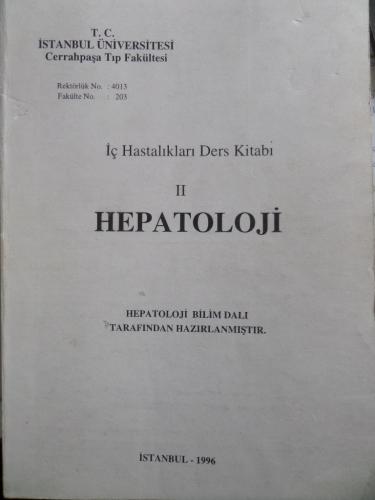 T. C.
İSTANBUL ÜNİVERSİTESİ
Cerrahpaşa Tıp Fakültesi
Rektörlük No. : 4013
Fakülte No. : 203
İç Hastalıkları Ders Kitabı
II
HEPATOLOJİ
HEPATOLOJİ BİLİM DALI
TARAFINDAN HAZIRLANMIŞTIR.
İSTANBUL - 1996